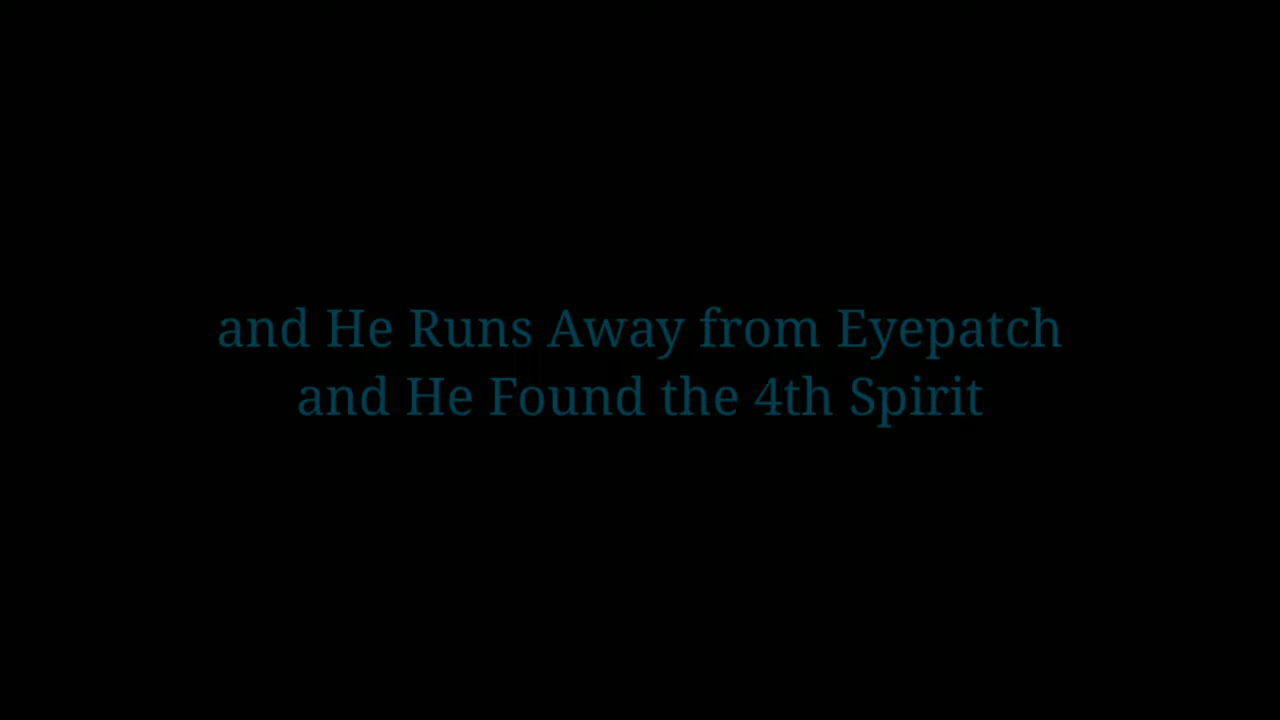 and He Runs Away from Eyepatch
and He Found the 4th Spirit